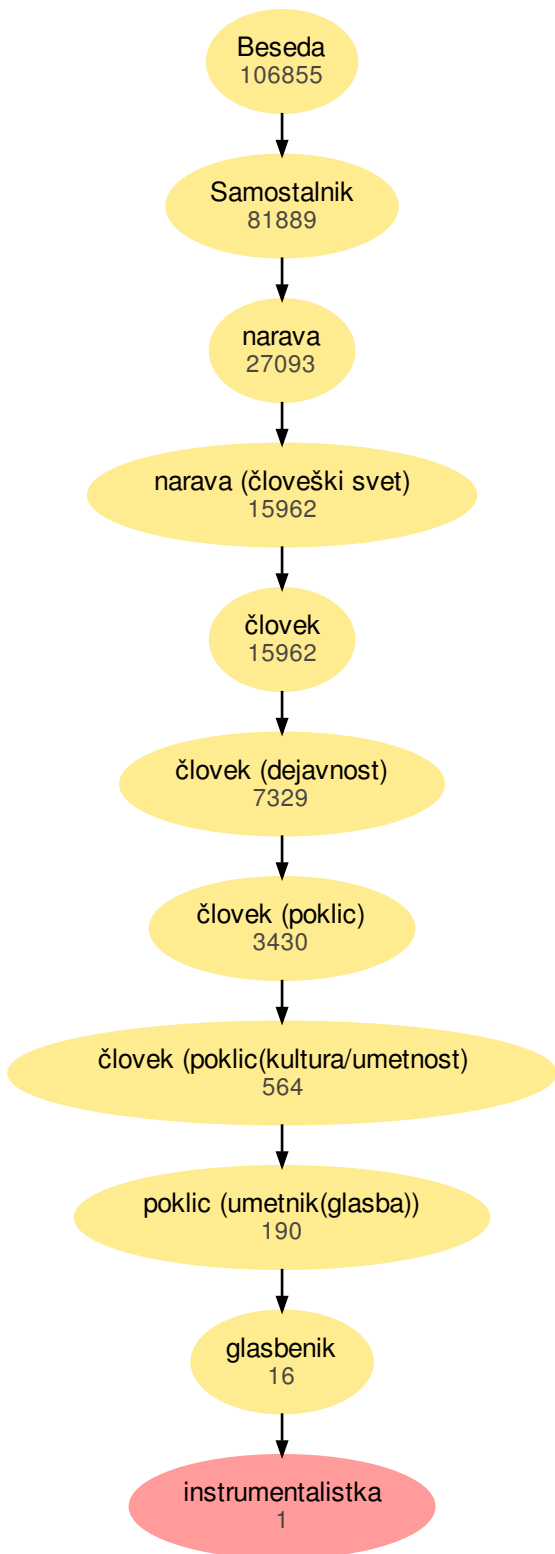 Beseda
106855
Samostalnik
81889
narava
27093
narava (človeški svet)
15962
človek
15962
človek (dejavnost)
7329
človek (poklic)
3430
človek (poklic(kultura/umetnost)
564
poklic (umetnik(glasba))
190
glasbenik
16
instrumentalistka
1